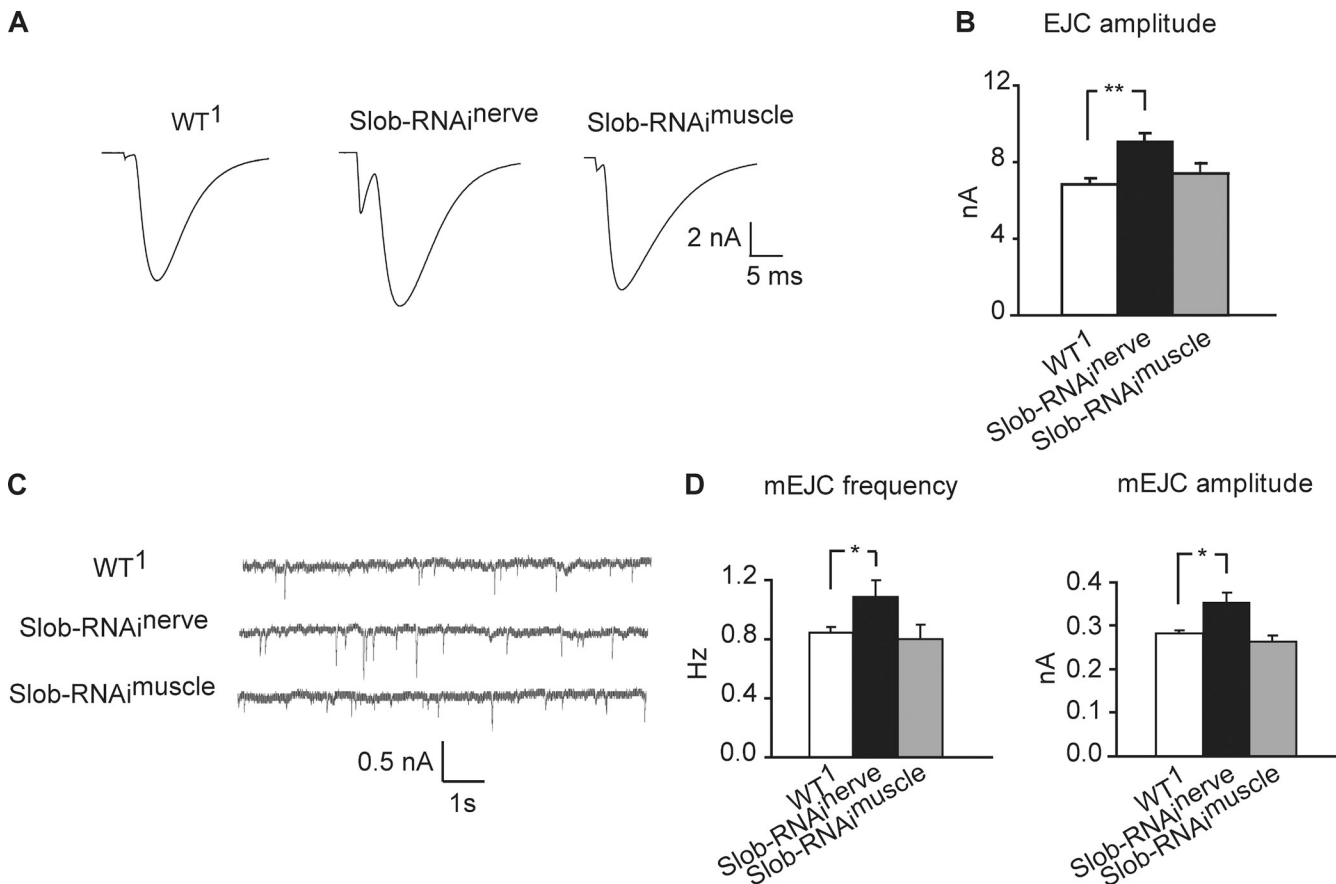 A
WT1
Slob-RNAinerve
Slob-RNAimuscle
2 nA
5 ms
B
EJC amplitude
**
12
8
4
0
nA
WT1
Slob-RNAinerve
Slob-RNAimuscle
C
WT1
Slob-RNAinerve
Slob-RNAimuscle
0.5 nA
1s
D
mEJC frequency
*
1.2
0.8
0.4
0.0
Hz
WT1
Slob-RNAinerve
Slob-RNAimuscle
mEJC amplitude
*
0.4
0.3
0.2
0.1
0.0
nA
WT1
Slob-RNAinerve
Slob-RNAimuscle